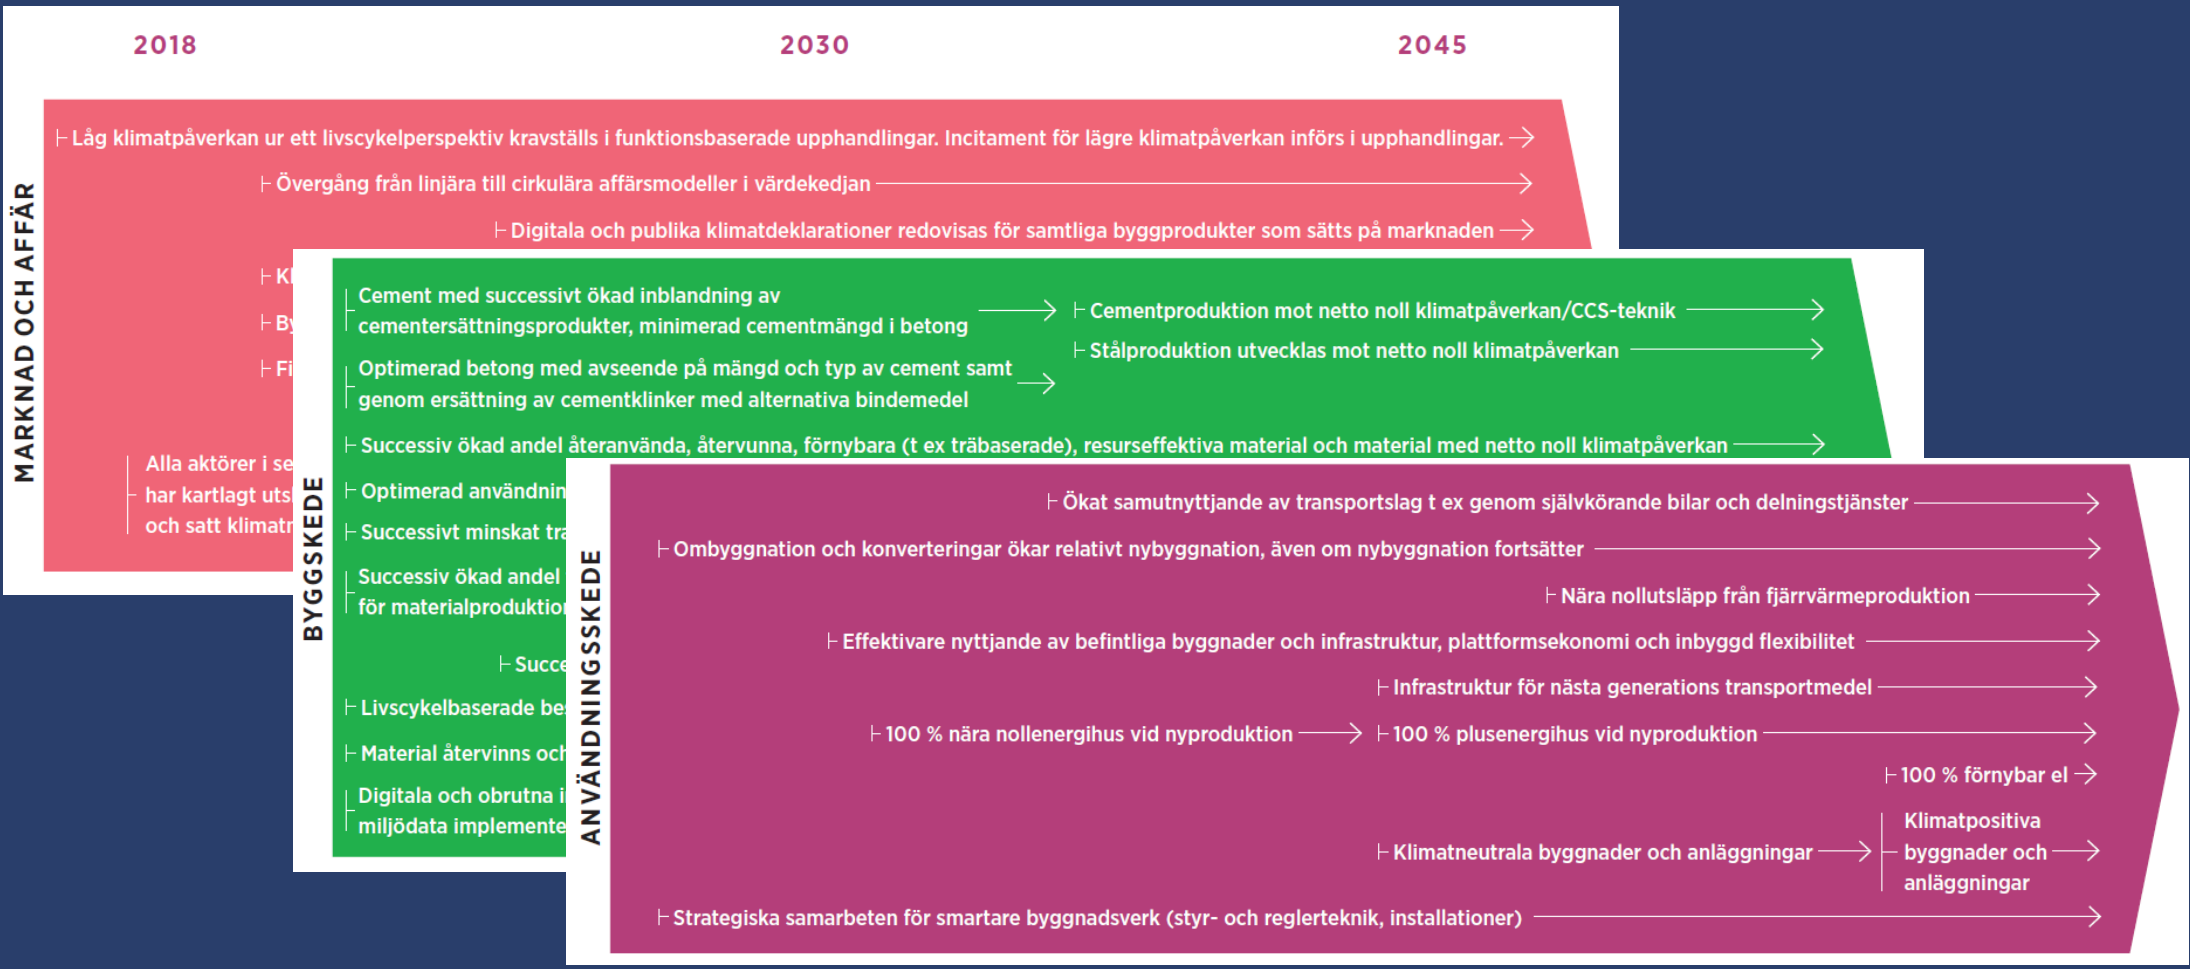 2018
2030
2045
MARKNAD OCH AFFÄR
Låg klimatpåverkan ur ett livscykelperspektiv kravställs i funktionsbaserade upphandlingar. Incitament för lägre klimatpåverkan införs i upphandlingar.
Övergång från linjära till cirkulära affärsmodeller i värdekedjan
Digitala och publika klimatdeklarationer redovisas för samtliga byggprodukter som sätts på marknaden
Alla aktörer i se
har kartlagt uts
och satt klimat
BYGGSKEDE
Cement med successivt ökad inblandning av
cementersättningsprodukter, minimerad cementmängd i betong
Cementproduktion mot netto noll klimatpåverkan/CCS-teknik
Stålproduktion utvecklas mot netto noll klimatpåverkan
Optimerad betong med avseende på mängd och typ av cement samt
genom ersättning av cementklinker med alternativa bindemedel
Successiv ökad andel återanvända, återvunna, förnybara (t ex träbaserade), resurseffektiva material och material med netto noll klimatpåverkan
Optimerad användnin
Successivt minskat tra
Successiv ökad andel
för materialproduktion
Succe
Livscykelbaserade bes
Material återvinns och
Digitala och obrutna i
miljödata implemente
ANVÄNDNINGSSKEDE
Ökat samutnyttjande av transportslag t ex genom självkörande bilar och delningstjänster
Ombyggnation och konverteringar ökar relativt nybyggnation, även om nybyggnation fortsätter
Nära nollutsläpp från fjärrvärmeproduktion
Effektivare nyttjande av befintliga byggnader och infrastruktur, plattformsekonomi och inbyggd flexibilitet
Infrastruktur för nästa generations transportmedel
100 % nära nollenergihus vid nyproduktion
100 % plusenergihus vid nyproduktion
100 % förnybar el
Klimatneutrala byggnader och anläggningar
Klimatpositiva
byggnader och
anläggningar
Strategiska samarbeten för smartare byggnadsverk (styr- och reglerteknik, installationer)